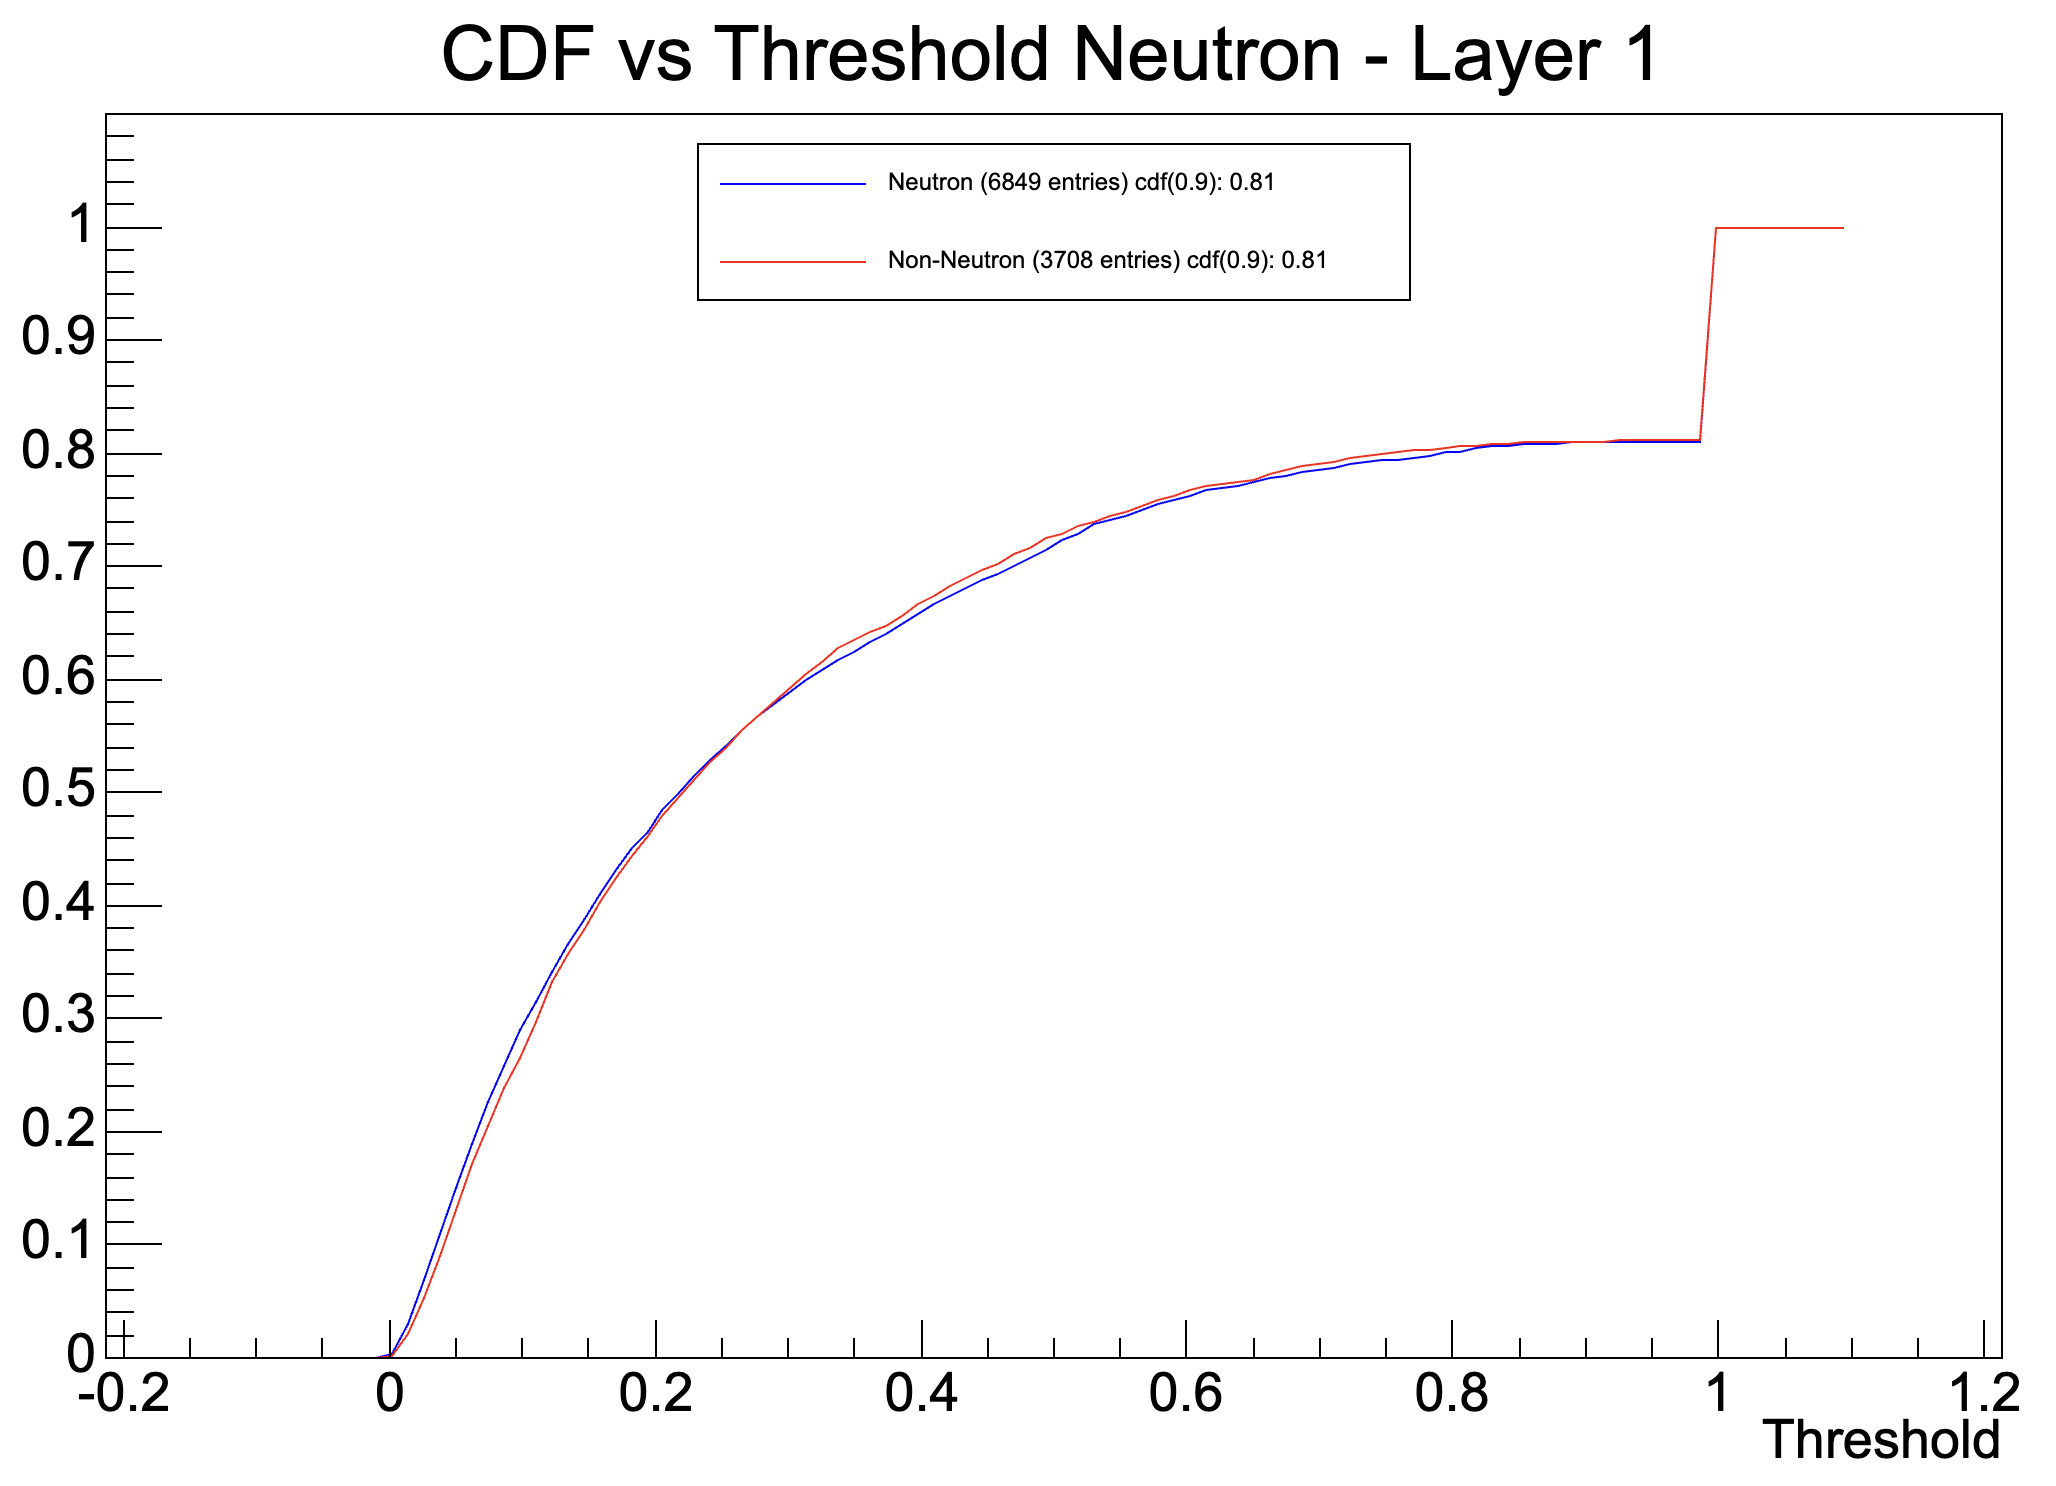 CDF vs Threshold Neutron - Layer 1
Neutron (6849 entries) cdf(0.9): 0.81
Non-Neutron (3708 entries) cdf(0.9): 0.81
1
0.9
0.8
0.7
0.6
0.5
0.4
0.3
0.2
0.1
0
-0.2 0 0.2 0.4 0.6 0.8 1 1.2
Threshold